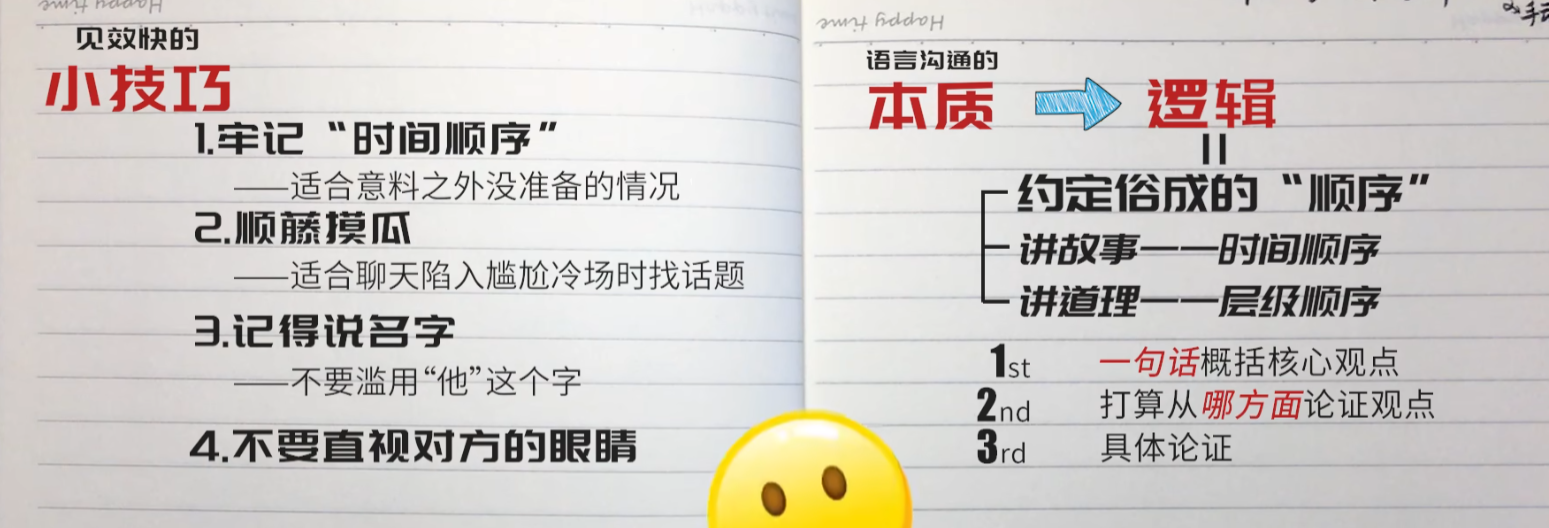 Happy time
见效快的
小技巧
1.牢记“时间顺序”
——适合意料之外没准备的情况
2.顺藤摸瓜
——适合聊天陷入尴尬冷场时找话题
3.记得说名字
——不要滥用“他”这个字
4.不要直视对方的眼睛
Happy time
语言沟通的
本质 逻辑
约定俗成的“顺序”
讲故事——时间顺序
讲道理——层级顺序
1st 一句话概括核心观点
2nd 打算从哪方面论证观点
3rd 具体论证